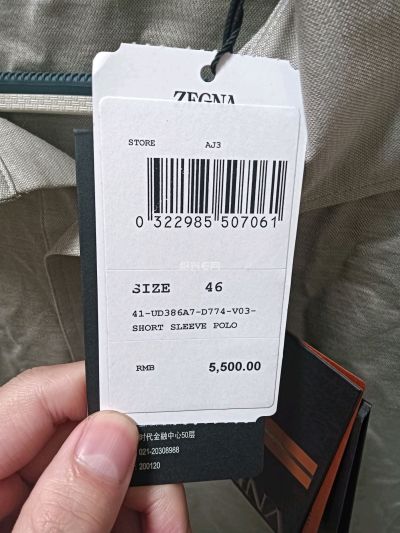 ZEGNA
STORE AJ3
0 322985 507061
SIZE 46
41-UD386A7-D774-V03-
SHORT SLEEVE POLO
RMB 5,500.00
时代金融中心50层
: 021-20308988
: 200120
GNA